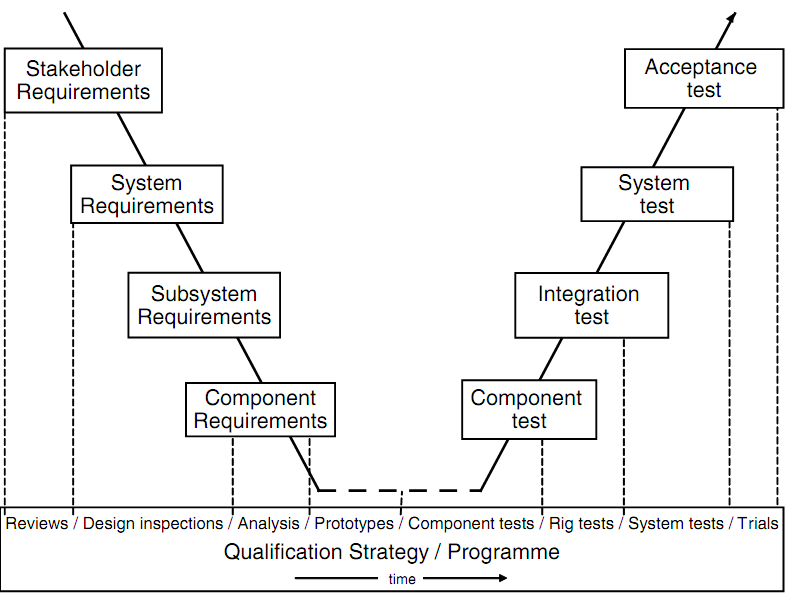 Stakeholder
Requirements
Acceptance
test
System
Requirements
System
test
Subsystem
Requirements
Integration
test
Component
Requirements
Component
test
Reviews / Design inspections / Analysis / Prototypes / Component tests / Rig tests / System tests / Trials
Qualification Strategy / Programme
time